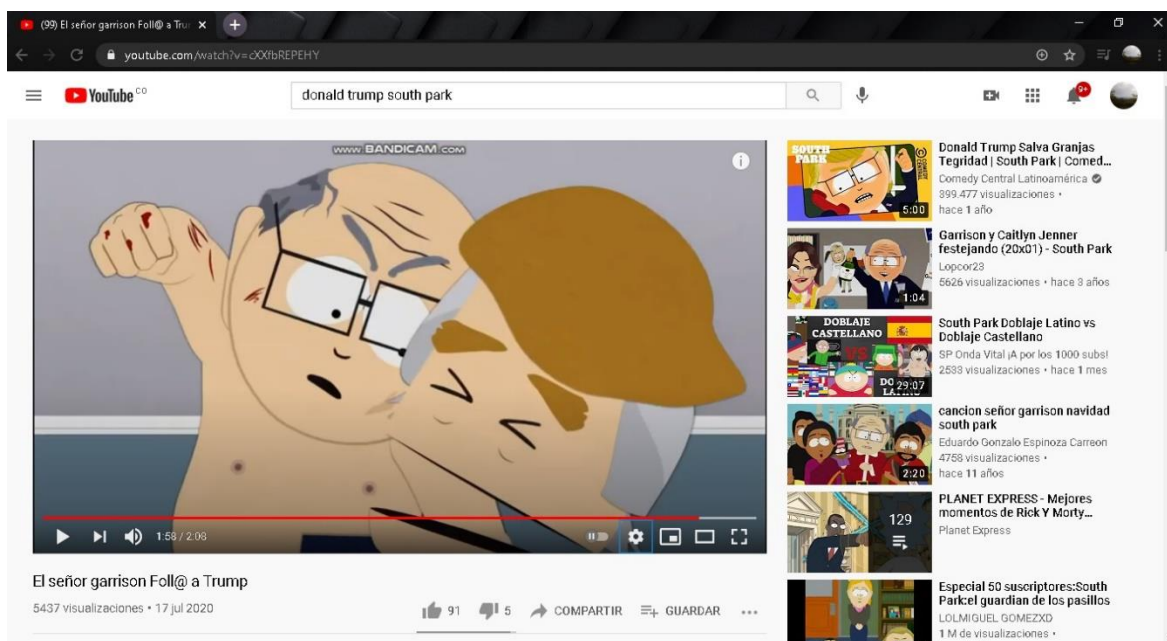 (99) El señor garrison Foll@ a Tru
youtube.com/watch?v=cXXfbREPEHY
YouTube CO
donald trump south park
9+
www.BANDICAM.com
1:58 / 2:08
El señor garrison Foll@ a Trump
5437 visualizaciones • 17 jul 2020
91
5
COMPARTIR
GUARDAR
SOUTH PARK
5:00
Donald Trump Salva Granjas
Tegridad | South Park | Comed...
Comedy Central Latinoamérica
399.477 visualizaciones •
hace 1 año
1:04
Garrison y Caitlyn Jenner
festejando (20x01) - South Park
Lopcor23
5626 visualizaciones • hace 3 años
DOBLAJE
CASTELLANO
VS
29:07
South Park Doblaje Latino vs
Doblaje Castellano
SP Onda Vital ¡A por los 1000 subs!
2533 visualizaciones • hace 1 mes
2:20
cancion señor garrison navidad
south park
Eduardo Gonzalo Espinoza Carreon
4758 visualizaciones •
hace 11 años
129
PLANET EXPRESS - Mejores
momentos de Rick Y Morty...
Planet Express
Especial 50 suscriptores:South
Park:el guardian de los pasillos
LOLMIGUEL GOMEZXD
1 M de visualizaciones •